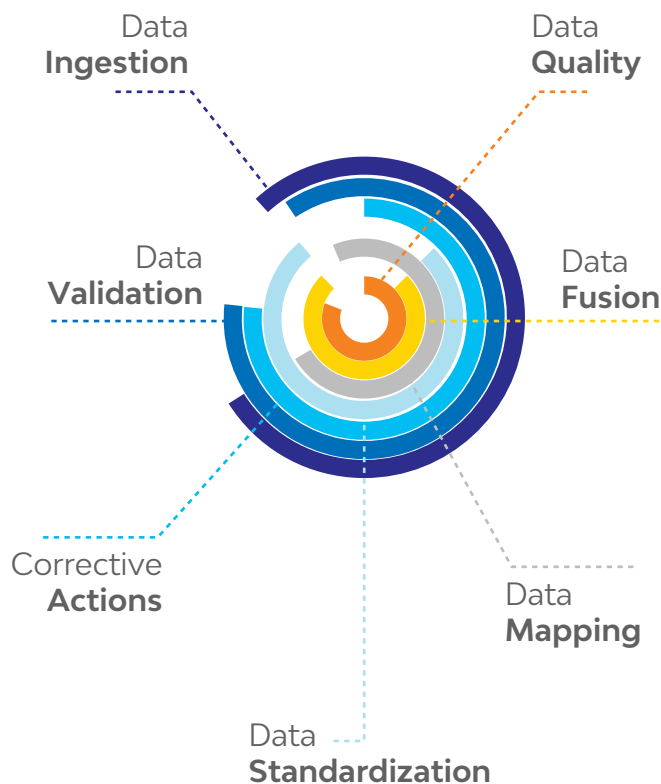 Data
Ingestion
Data
Quality
Data
Validation
Data
Fusion
Corrective
Actions
Data
Mapping
Data
Standardization